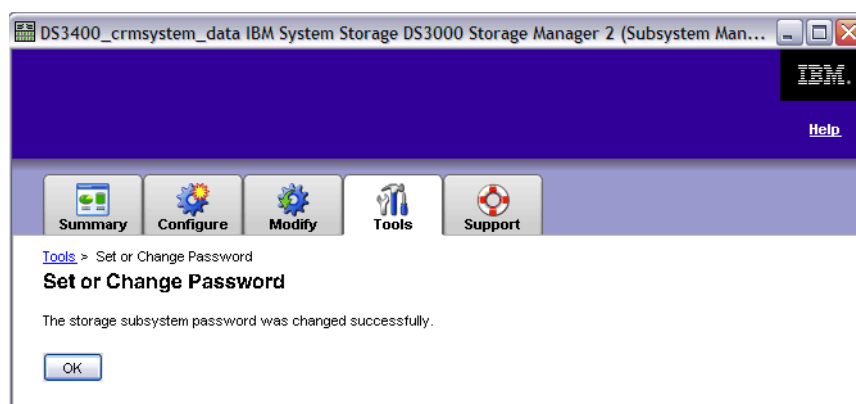 DS3400_crmsystem_data IBM System Storage DS3000 Storage Manager 2 (Subsystem Man...
IBM.
Help
Summary Configure Modify Tools Support
Tools > Set or Change Password
Set or Change Password
The storage subsystem password was changed successfully.
OK